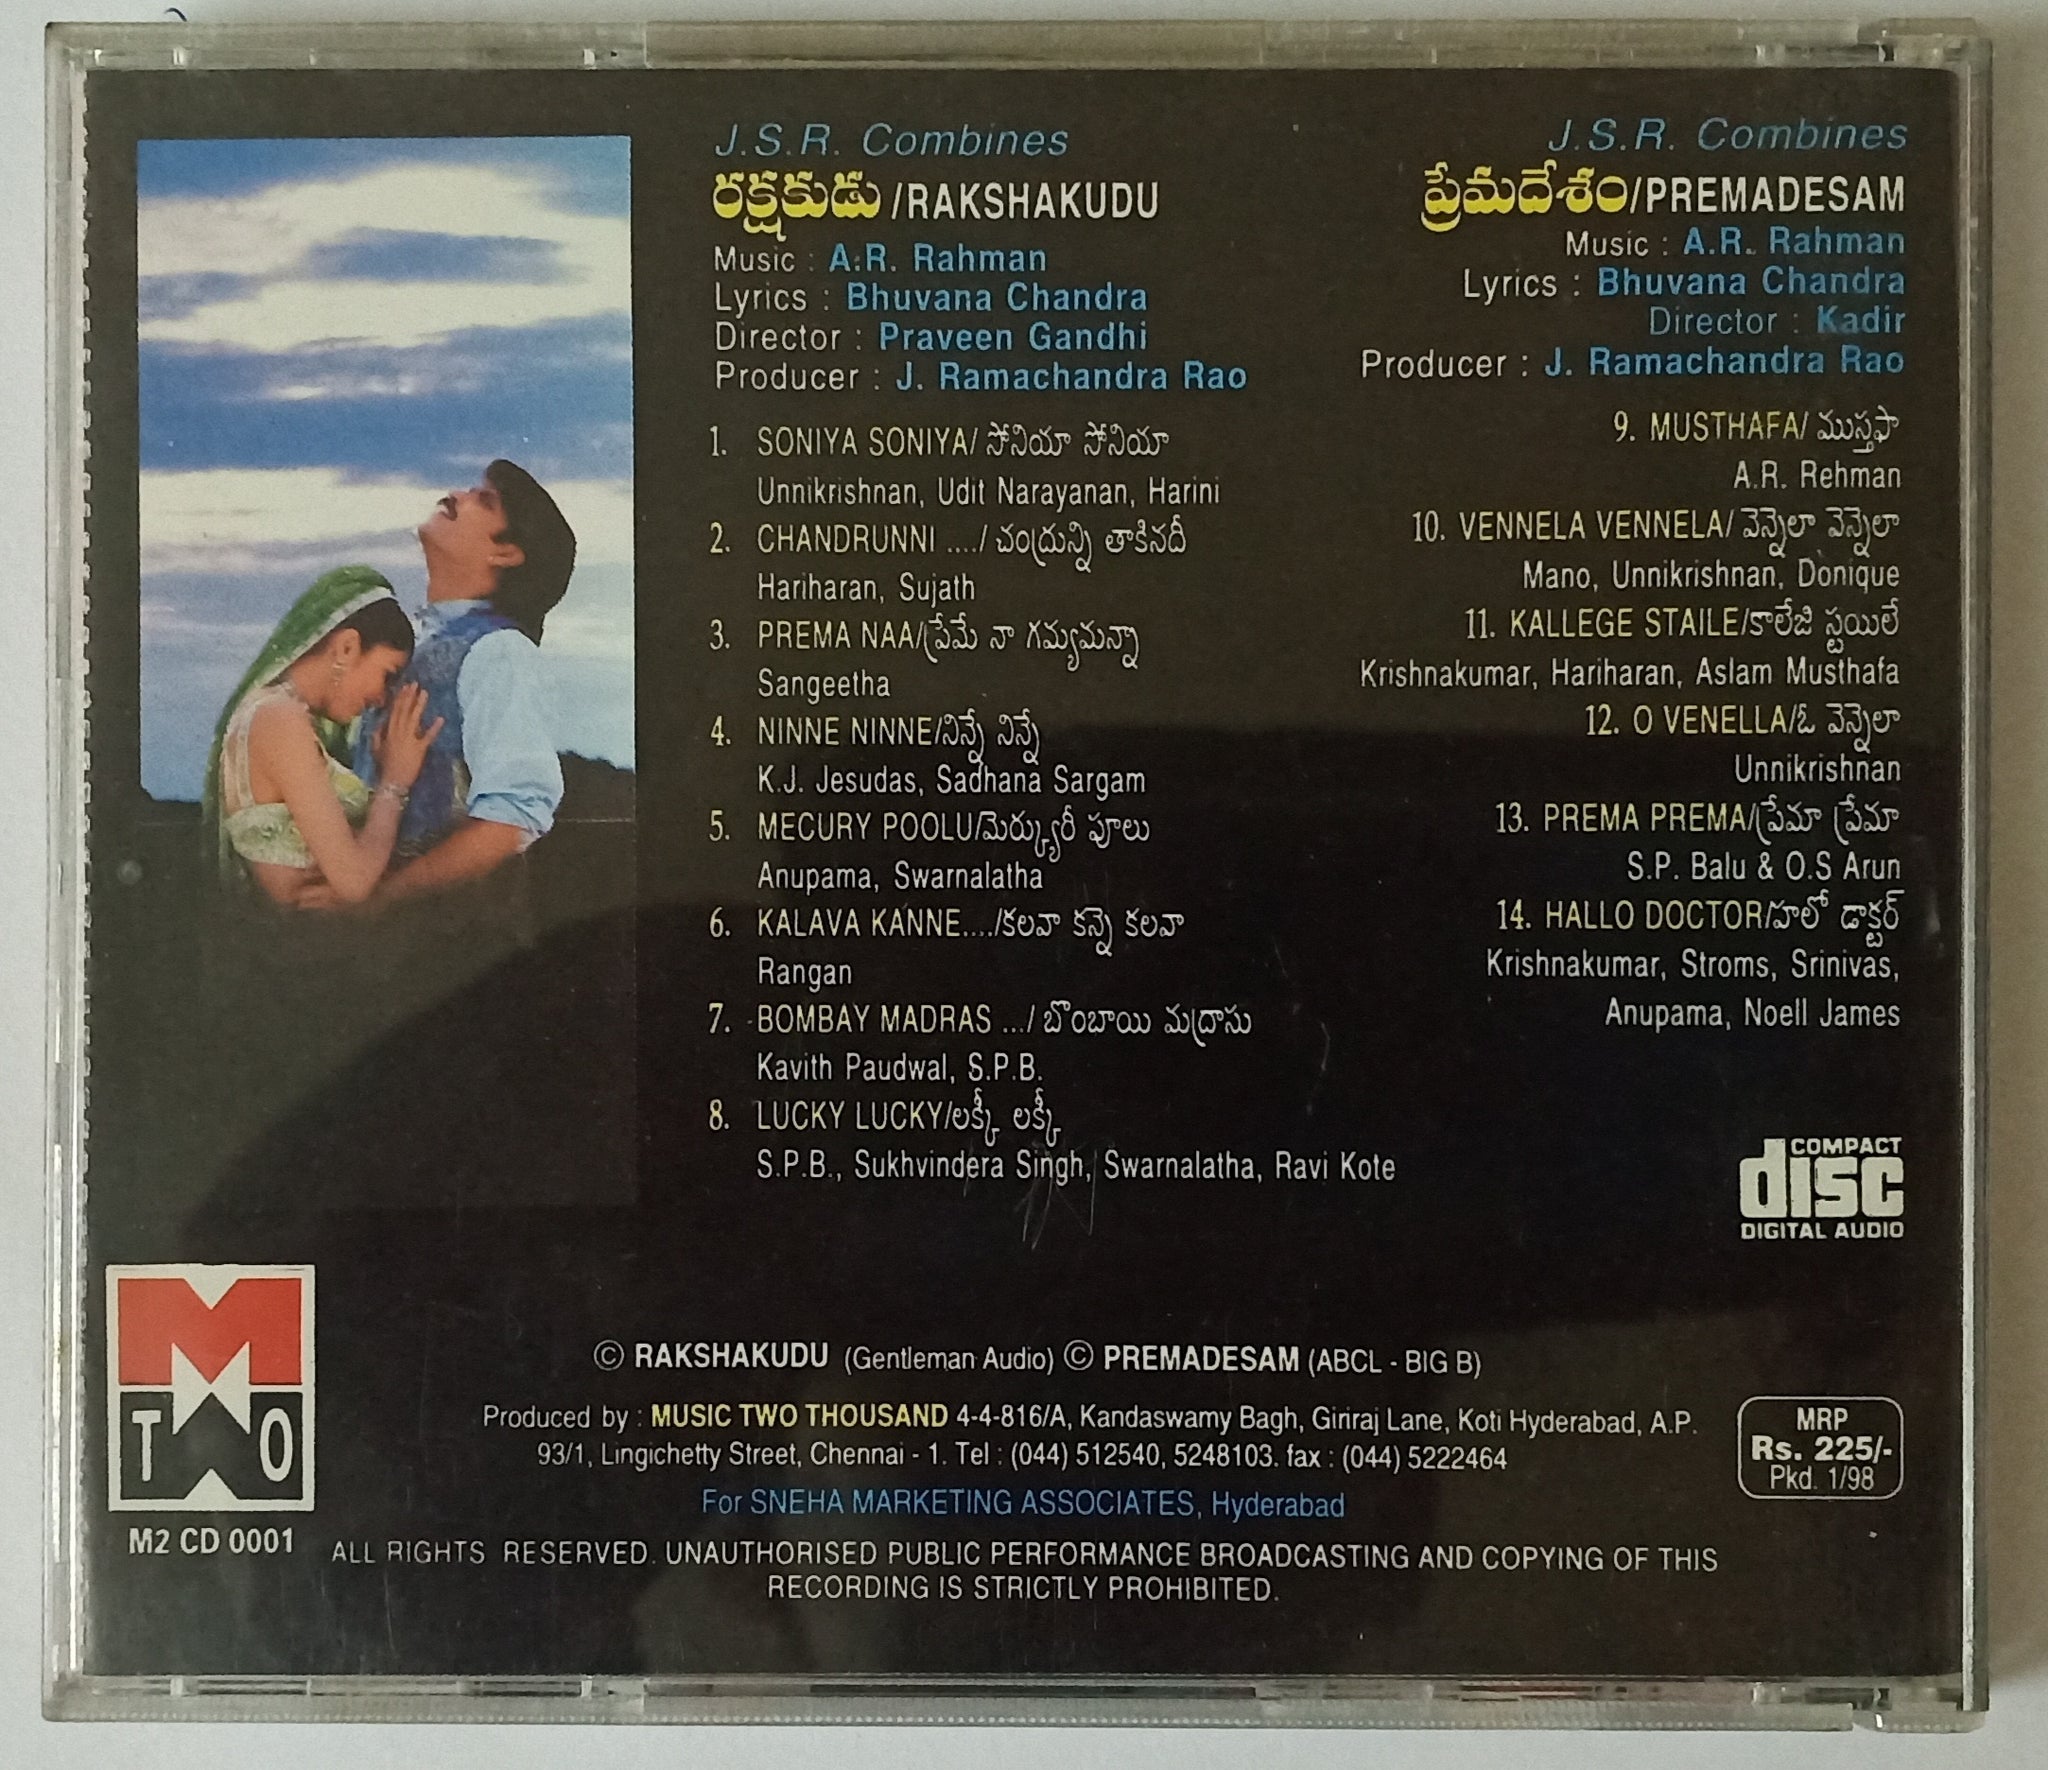 J.S.R. Combines
రక్షకుడు /RAKSHAKUDU
Music : A.R. Rahman
Lyrics : Bhuvana Chandra
Director : Praveen Gandhi
Producer : J. Ramachandra Rao
1. SONIYA SONIYA/ సోనియా సోనియా
Unnikrishnan, Udit Narayanan, Harini
2. CHANDRUNNI ..../ చంద్రున్ని తాకినదీ
Hariharan, Sujath
3. PREMA NAA/ప్రేమే నా గమ్యమన్నా
Sangeetha
4. NINNE NINNE/నిన్నే నిన్నే
K.J. Jesudas, Sadhana Sargam
5. MECURY POOLU/మెర్క్యురీ పూలు
Anupama, Swarnalatha
6. KALAVA KANNE..../కలవా కన్నె కలవా
Rangan
7. BOMBAY MADRAS .../ బొంబాయి మద్రాసు
Kavith Paudwal, S.P.B.
8. LUCKY LUCKY/లక్కీ లక్కీ
S.P.B., Sukhvindera Singh, Swarnalatha, Ravi Kote
J.S.R. Combines
ప్రేమదేశం/PREMADESAM
Music : A.R. Rahman
Lyrics : Bhuvana Chandra
Director : Kadir
Producer : J. Ramachandra Rao
9. MUSTHAFA/ ముస్తఫా
A.R. Rehman
10. VENNELA VENNELA/ వెన్నెలా వెన్నెలా
Mano, Unnikrishnan, Donique
11. KALLEGE STAILE/కాలేజి స్టయిలే
Krishnakumar, Hariharan, Aslam Musthafa
12. O VENELLA/ఓ వెన్నెలా
Unnikrishnan
13. PREMA PREMA/ప్రేమా ప్రేమా
S.P. Balu & O.S Arun
14. HALLO DOCTOR/హలో డాక్టర్
Krishnakumar, Stroms, Srinivas,
Anupama, Noell James
COMPACT
disc
DIGITAL AUDIO
M
TWO
M2 CD 0001
© RAKSHAKUDU (Gentleman Audio) © PREMADESAM (ABCL - BIG B)
Produced by : MUSIC TWO THOUSAND 4-4-816/A, Kandaswamy Bagh, Giriraj Lane, Koti Hyderabad, A.P.
93/1, Lingichetty Street, Chennai - 1. Tel : (044) 512540, 5248103. fax : (044) 5222464
For SNEHA MARKETING ASSOCIATES, Hyderabad
ALL RIGHTS RESERVED. UNAUTHORISED PUBLIC PERFORMANCE BROADCASTING AND COPYING OF THIS
RECORDING IS STRICTLY PROHIBITED.
MRP
Rs. 225/-
Pkd. 1/98